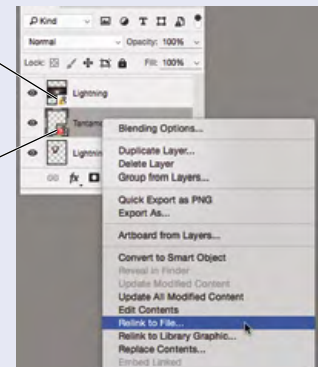 Kind
Normal Opacity: 100%
Lock: Fill: 100%
Lightning
Tantame
Lightnin
fx
Blending Options...
Duplicate Layer...
Delete Layer
Group from Layers...
Quick Export as PNG
Export As...
Artboard from Layers...
Convert to Smart Object
Reveal in Finder
Update Modified Content
Update All Modified Content
Edit Contents
Relink to File...
Relink to Library Graphic...
Replace Contents...
Embed Linked